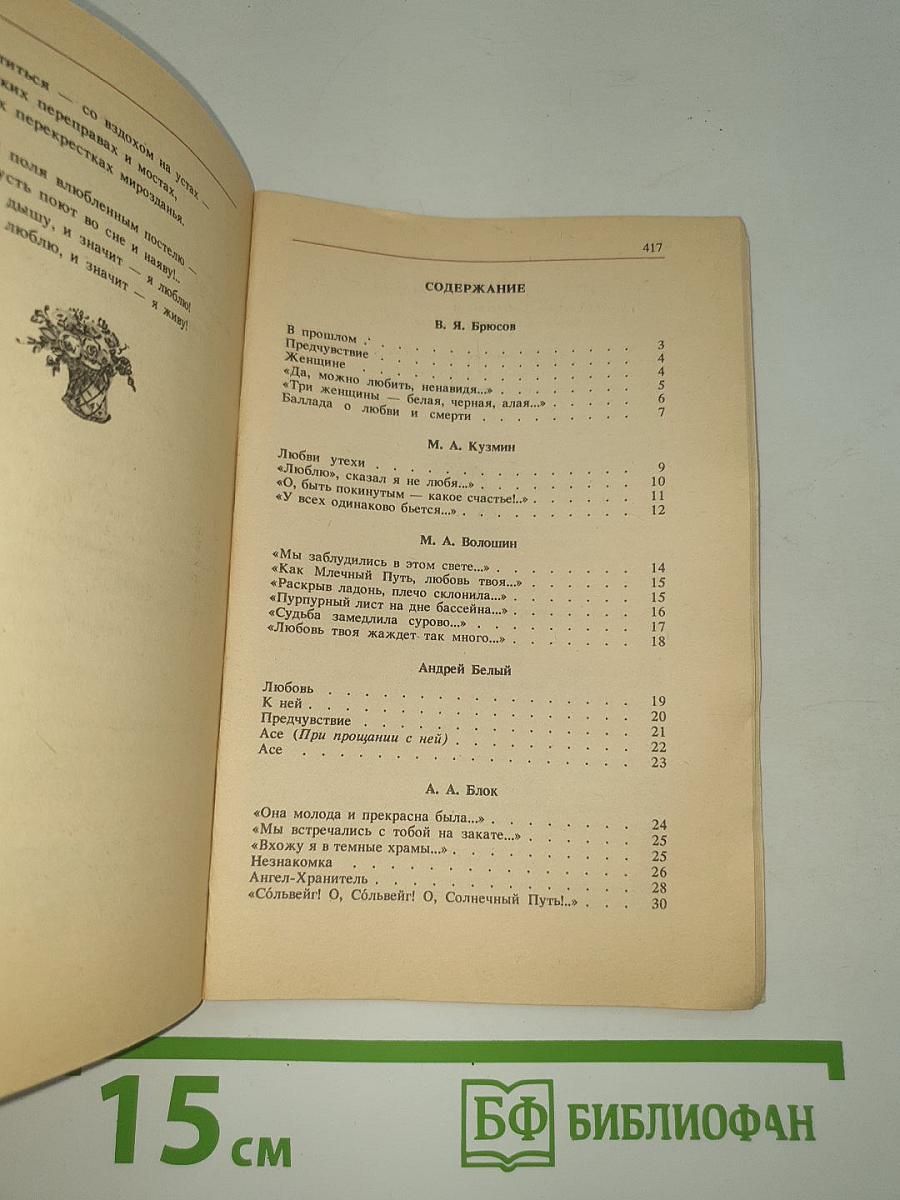 титься — со вздохом на устах —
ких переправах и мостах,
х перекрестках мирозданья.
поля влюбленным постелю —
усть поют во сне и наяву!..
дышу, и значит — я люблю!
люблю, и значит — я живу!
417
СОДЕРЖАНИЕ
В. Я. Брюсов
В прошлом . . . . . . . . . . . . . . . 3
Предчувствие . . . . . . . . . . . . . . 4
Женщине . . . . . . . . . . . . . . . 4
«Да, можно любить, ненавидя...» . . . . . . . 5
«Три женщины — белая, черная, алая...» . . . . 6
Баллада о любви и смерти . . . . . . . . . 7
М. А. Кузмин
Любви утехи . . . . . . . . . . . . . . 9
«Люблю», сказал я не любя...» . . . . . . . . 10
«О, быть покинутым — какое счастье!..» . . . . . 11
«У всех одинаково бьется...» . . . . . . . . . 12
М. А. Волошин
«Мы заблудились в этом свете...» . . . . . . . 14
«Как Млечный Путь, любовь твоя...» . . . . . 15
«Раскрыв ладонь, плечо склонила...» . . . . . . 15
«Пурпурный лист на дне бассейна...» . . . . . . 16
«Судьба замедлила сурово...» . . . . . . . . 17
«Любовь твоя жаждет так много...» . . . . . . 18
Андрей Белый
Любовь . . . . . . . . . . . . . . . . 19
К ней . . . . . . . . . . . . . . . . . 20
Предчувствие . . . . . . . . . . . . . . 21
Асе (При прощании с ней) . . . . . . . . . 22
Асе . . . . . . . . . . . . . . . . . 23
А. А. Блок
«Она молода и прекрасна была...» . . . . . . . 24
«Мы встречались с тобой на закате...» . . . . . 25
«Вхожу я в темные храмы...» . . . . . . . . . 25
Незнакомка . . . . . . . . . . . . . . . 26
Ангел-Хранитель . . . . . . . . . . . . . 28
«Со́львейг! О, Со́львейг! О, Солнечный Путь!..» . . . 30
15 см
БФ БИБЛИОФАН